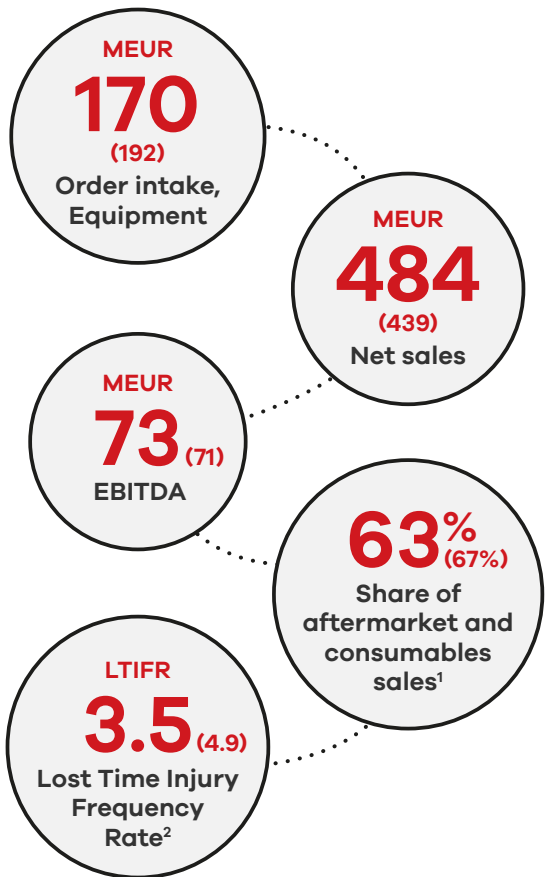 MEUR
170
(192)
Order intake,
Equipment
MEUR
484
(439)
Net sales
MEUR
73 (71)
EBITDA
63% (67%)
Share of
aftermarket and
consumables
sales¹
LTIFR
3.5 (4.9)
Lost Time Injury
Frequency
Rate²